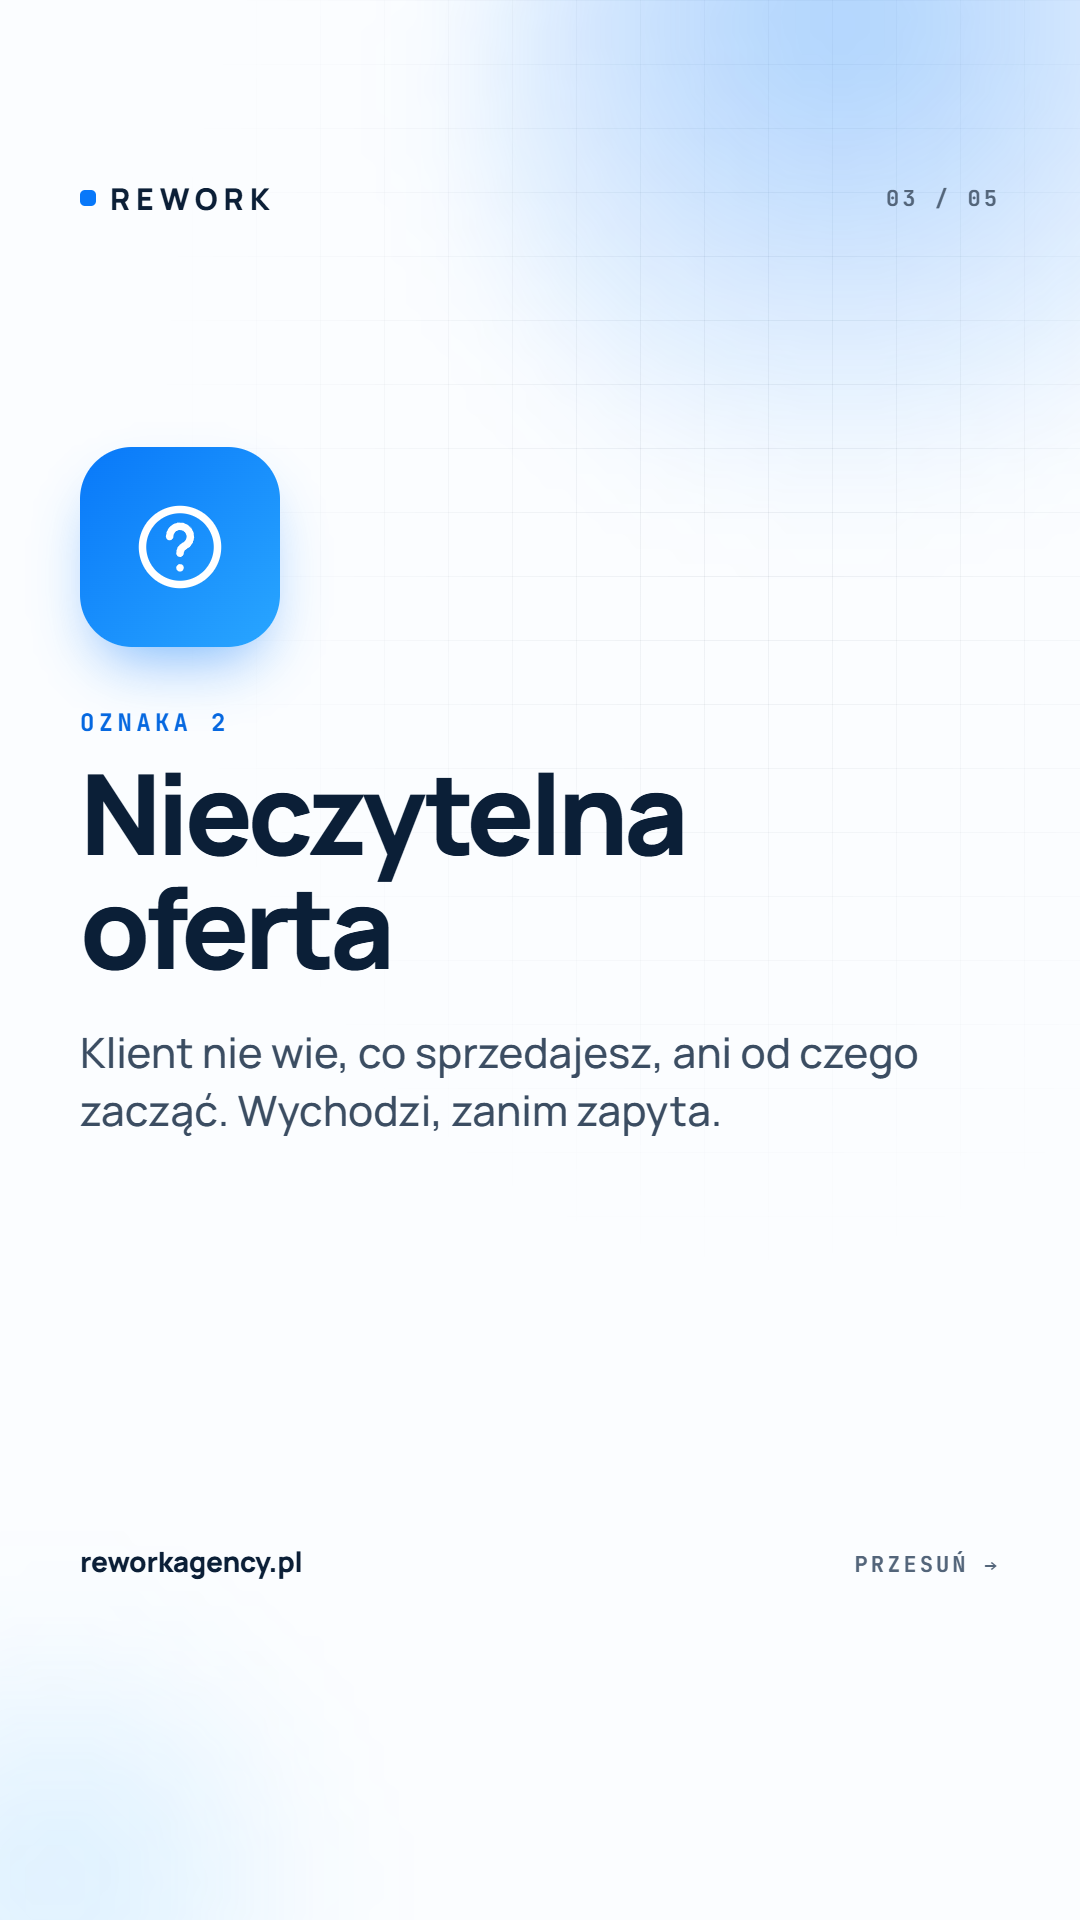 REWORK
03 / 05
OZNAKA 2
Nieczytelna
oferta
Klient nie wie, co sprzedajesz, ani od czego
zacząć. Wychodzi, zanim zapyta.
reworkagency.pl
PRZESUŃ →